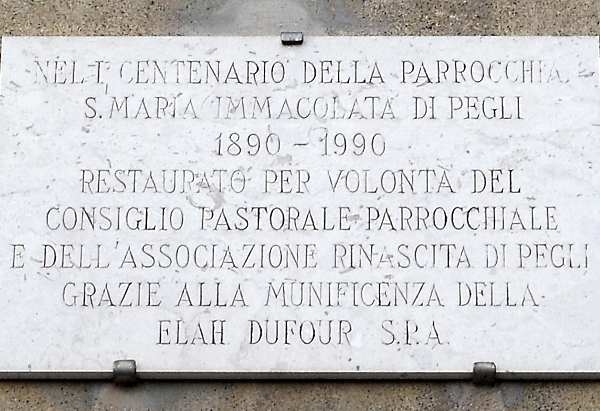 NEL I° CENTENARIO DELLA PARROCCHIA
S. MARIA IMMACOLATA DI PEGLI
1890 - 1990
RESTAURATO PER VOLONTÀ DEL
CONSIGLIO PASTORALE PARROCCHIALE
E DELL'ASSOCIAZIONE RINASCITA DI PEGLI
GRAZIE ALLA MUNIFICENZA DELLA
ELAH DUFOUR S.P.A.